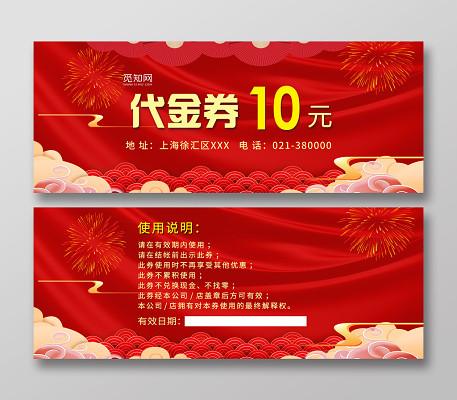 觅知网
代金券 10 元
地 址：上海徐汇区XXX 电 话：021-380000
使用说明：
请在有效期内使用；
请在结帐前出示此券；
此券使用时不再享受其他优惠；
此券不累积使用；
此券不兑换现金、不找零；
此券经本公司/店盖章后方可有效；
本公司/店拥有对本券使用的最终解释权。
有效日期：